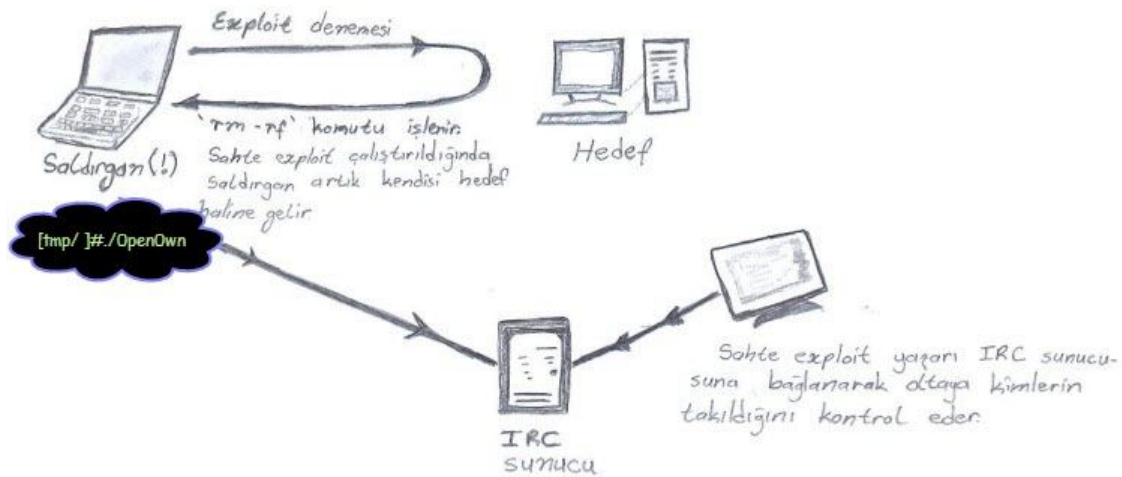 Exploit denemesi
'rm -rf' komutu işlenir.
Sahte exploit çalıştırıldığında
saldırgan artık kendisi hedef
haline gelir.
Saldırgan(!)
Hedef
[tmp/ ]#./OpenOwn
Sahte exploit yazarı IRC sunucu-
suna bağlanarak oltaya kimlerin
takıldığını kontrol eder.
IRC
sunucu